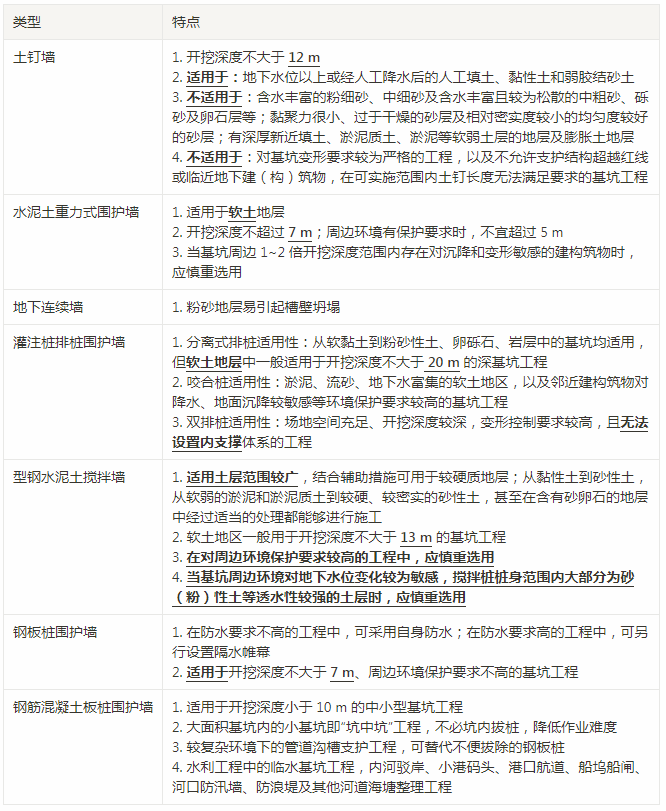 类型 特点
土钉墙 1. 开挖深度不大于 12 m
2. 适用于：地下水位以上或经人工降水后的人工填土、黏性土和弱胶结砂土
3. 不适用于：含水丰富的粉细砂、中细砂及含水丰富且较为松散的中粗砂、砾
砂及卵石层等；黏聚力很小、过于干燥的砂层及相对密实度较小的均匀度较好
的砂层；有深厚新近填土、淤泥质土、淤泥等软弱土层的地层及膨胀土地层
4. 不适用于：对基坑变形要求较为严格的工程，以及不允许支护结构超越红线
或临近地下建（构）筑物，在可实施范围内土钉长度无法满足要求的基坑工程
水泥土重力式围护墙 1. 适用于软土地层
2. 开挖深度不超过 7 m；周边环境有保护要求时，不宜超过 5 m
3. 当基坑周边 1~2 倍开挖深度范围内存在对沉降和变形敏感的建构筑物时，
应慎重选用
地下连续墙 1. 粉砂地层易引起槽壁坍塌
灌注桩排桩围护墙 1. 分离式排桩适用性：从软黏土到粉砂性土、卵砾石、岩层中的基坑均适用，
但软土地层中一般适用于开挖深度不大于 20 m 的深基坑工程
2. 咬合桩适用性：淤泥、流砂、地下水富集的软土地区，以及邻近建构筑物对
降水、地面沉降较敏感等环境保护要求较高的基坑工程
3. 双排桩适用性：场地空间充足、开挖深度较深，变形控制要求较高，且无法
设置内支撑体系的工程
型钢水泥土搅拌墙 1. 适用土层范围较广，结合辅助措施可用于较硬质地层；从黏性土到砂性土，
从软弱的淤泥和淤泥质土到较硬、较密实的砂性土，甚至在含有砂卵石的地层
中经过适当的处理都能够进行施工
2. 软土地区一般用于开挖深度不大于 13 m 的基坑工程
3. 在对周边环境保护要求较高的工程中，应慎重选用
4. 当基坑周边环境对地下水位变化较为敏感，搅拌桩桩身范围内大部分为砂
（粉）性土等透水性较强的土层时，应慎重选用
钢板桩围护墙 1. 在防水要求不高的工程中，可采用自身防水；在防水要求高的工程中，可另
行设置隔水帷幕
2. 适用于开挖深度不大于 7 m、周边环境保护要求不高的基坑工程
钢筋混凝土板桩围护墙 1. 适用于开挖深度小于 10 m 的中小型基坑工程
2. 大面积基坑内的小基坑即“坑中坑”工程，不必坑内拔桩，降低作业难度
3. 较复杂环境下的管道沟槽支护工程，可替代不便拔除的钢板桩
4. 水利工程中的临水基坑工程，内河驳岸、小港码头、港口航道、船坞船闸、
河口防汛墙、防浪堤及其他河道海塘整理工程